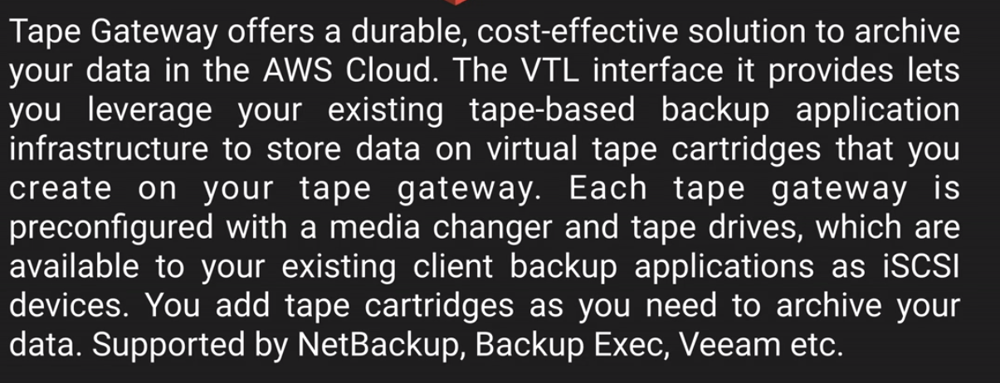 Tape Gateway offers a durable, cost-effective solution to archive
your data in the AWS Cloud. The VTL interface it provides lets
you leverage your existing tape-based backup application
infrastructure to store data on virtual tape cartridges that you
create on your tape gateway. Each tape gateway is
preconfigured with a media changer and tape drives, which are
available to your existing client backup applications as iSCSI
devices. You add tape cartridges as you need to archive your
data. Supported by NetBackup, Backup Exec, Veeam etc.